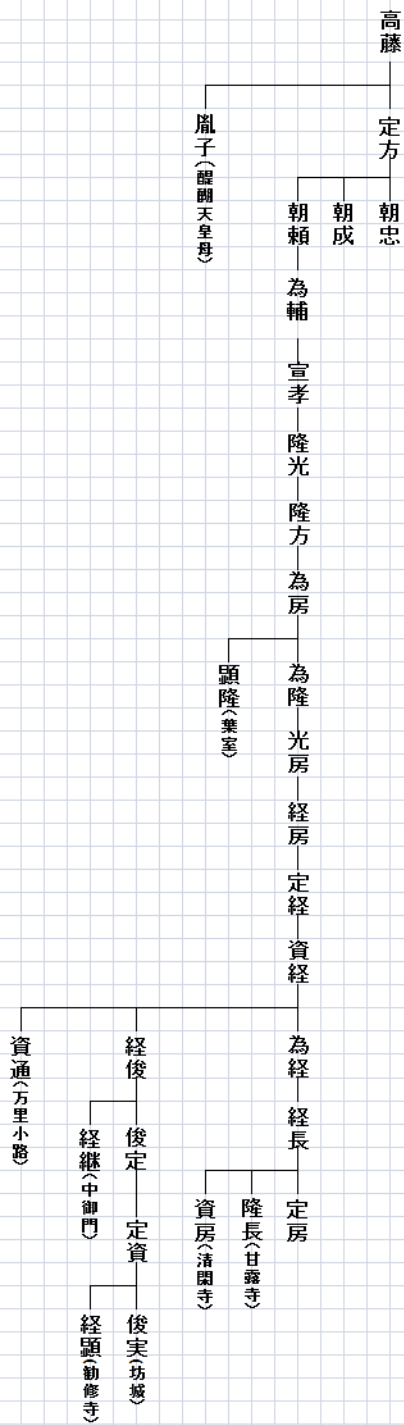 高藤
定方
胤子(醍醐天皇母)
朝忠
朝成
朝頼
為輔
宣孝
隆光
隆方
為房
為隆
顕隆(葉室)
光房
経房
定経
資経
為経
経俊
資通(万里小路)
経長
俊定
経継(中御門)
定房
隆長(甘露寺)
資房(清閑寺)
定資
俊実(坊城)
経顕(勧修寺)